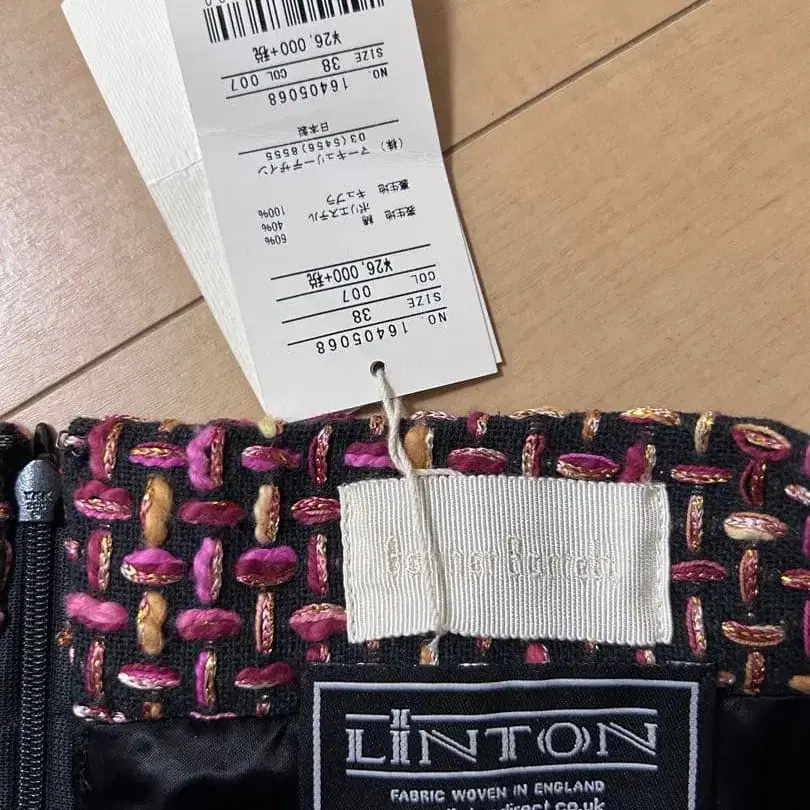 NO. 16405068
SIZE 38
COL 007
¥26,000+税
表生地 綿 60%
ポリエステル 40%
裏生地 キュプラ 100%
(株) マーキュリーデザイン
03(5456)8555
日本製
NO. 16405068
SIZE 38 COL 007
¥26,000+税
YKK
LINTON
FABRIC WOVEN IN ENGLAND